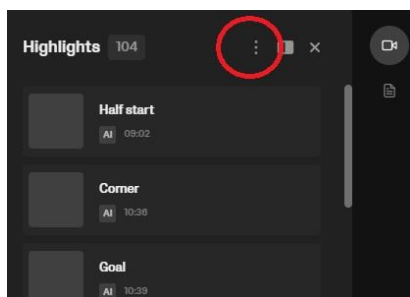 Highlights 104
Half start
AI 09:02
Corner
AI 10:36
Goal
AI 10:39